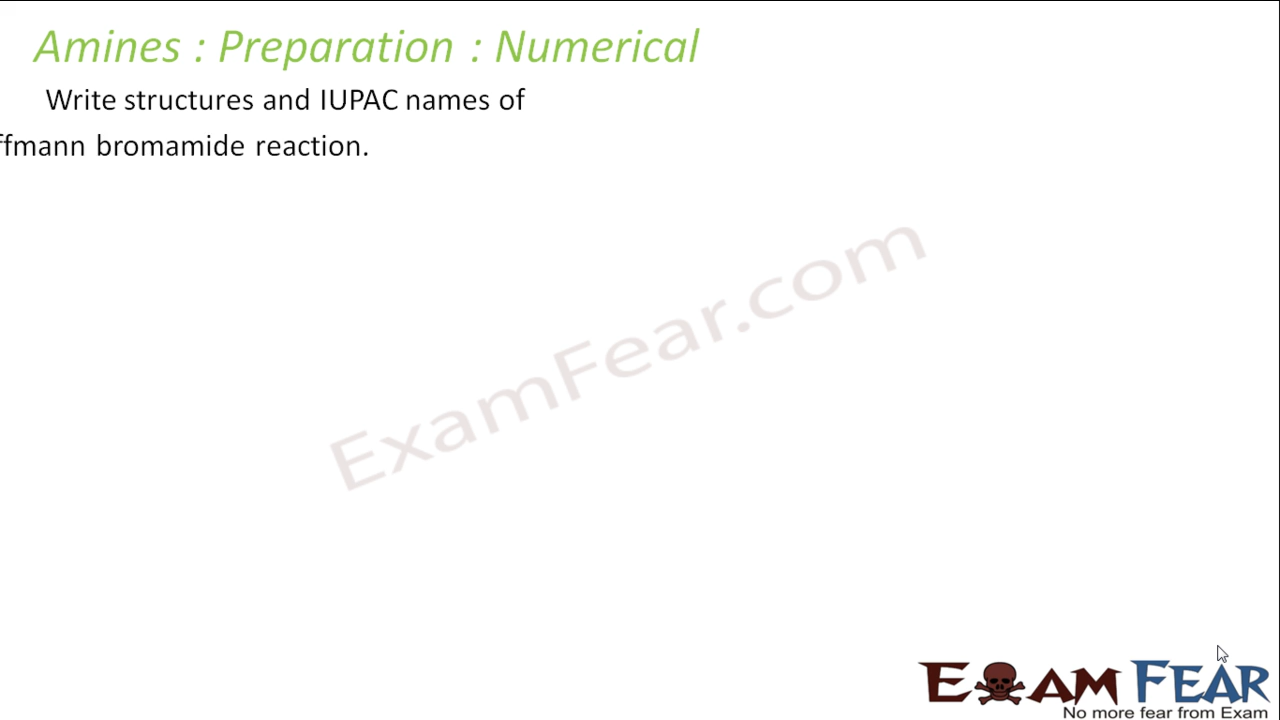 Amines : Preparation : Numerical
Write structures and IUPAC names of
ffmann bromamide reaction.
ExamFear.com
EXAM FEAR
No more fear from Exam